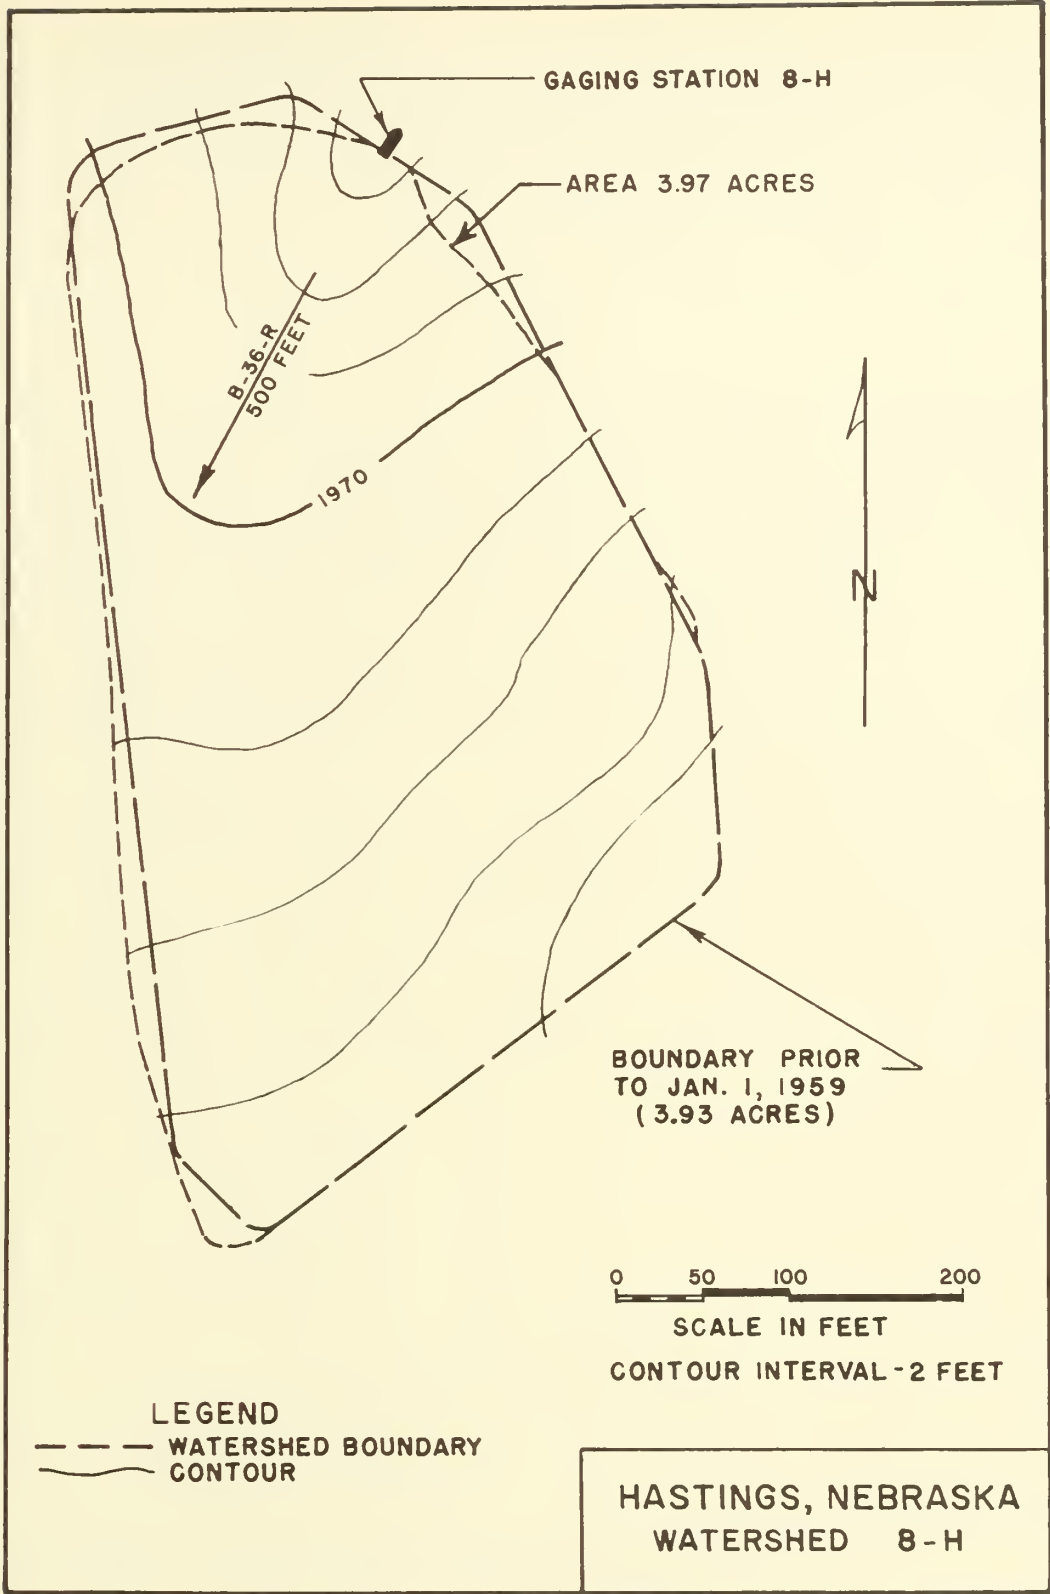 GAGING STATION 8-H
AREA 3.97 ACRES
B-36-R
500 FEET
1970
N
BOUNDARY PRIOR
TO JAN. 1, 1959
(3.93 ACRES)
0 50 100 200
SCALE IN FEET
CONTOUR INTERVAL-2 FEET
LEGEND
WATERSHED BOUNDARY
CONTOUR
HASTINGS, NEBRASKA
WATERSHED 8-H